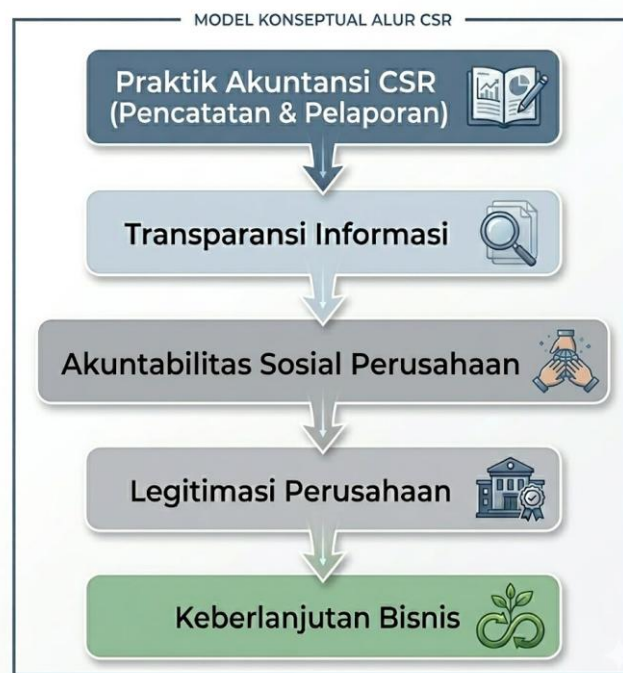 MODEL KONSEPTUAL ALUR CSR
Praktik Akuntansi CSR
(Pencatatan & Pelaporan)
Transparansi Informasi
Akuntabilitas Sosial Perusahaan
Legitimasi Perusahaan
Keberlanjutan Bisnis